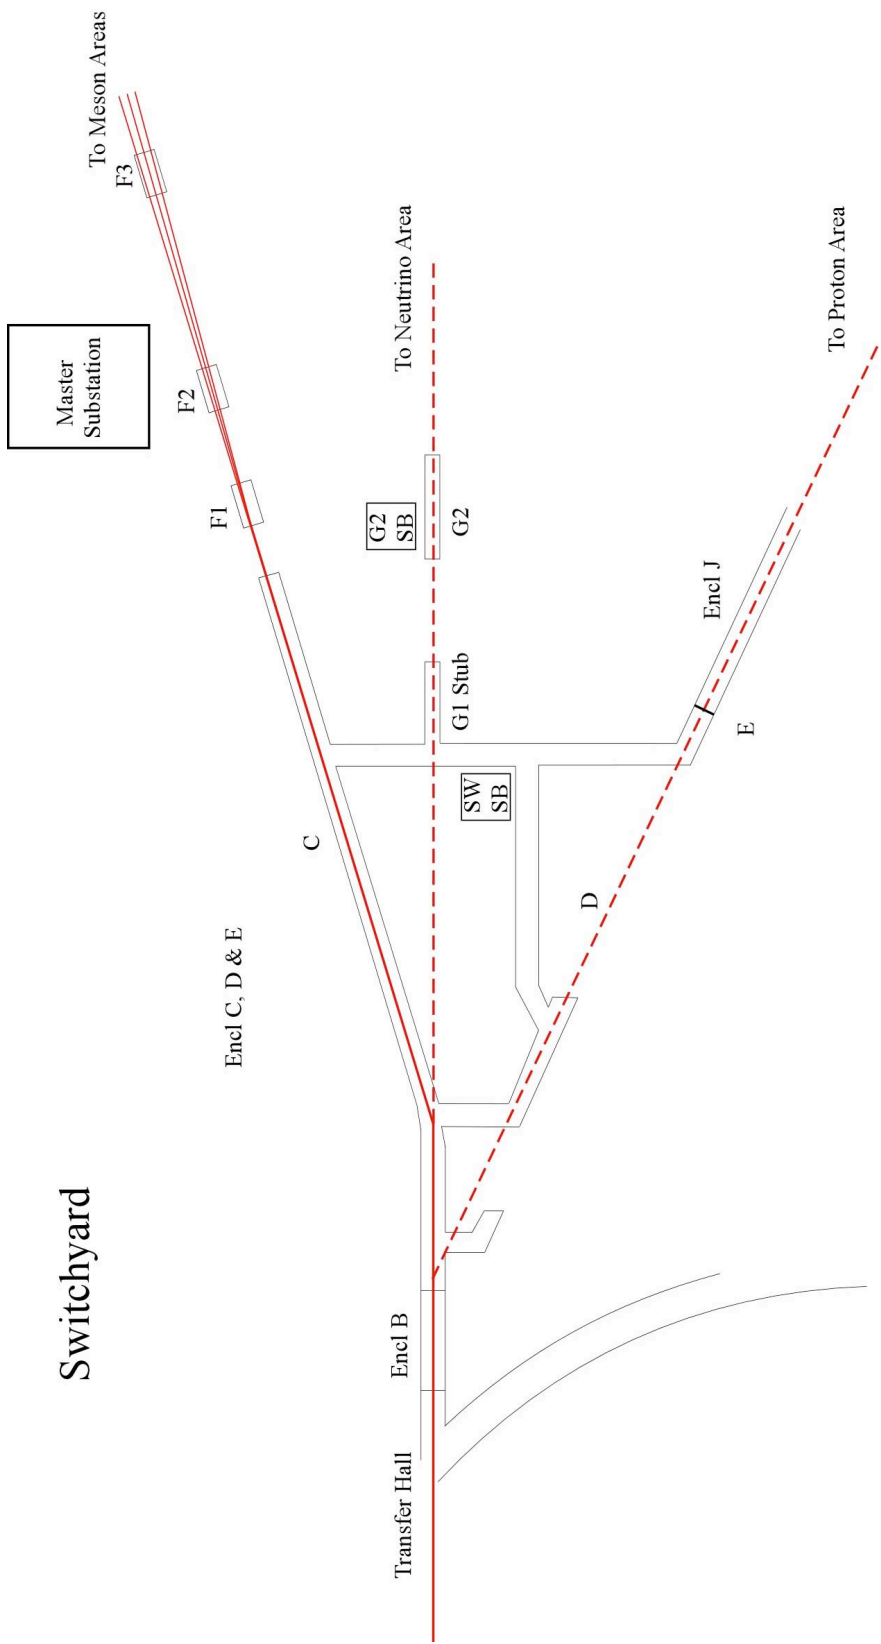 Switchyard
Master
Substation
To Meson Areas
F3
F2
F1
Encl C, D & E
C
To Neutrino Area
G2
SB
G2
G1 Stub
SW
SB
Transfer Hall
Encl B
D
E
Encl J
To Proton Area